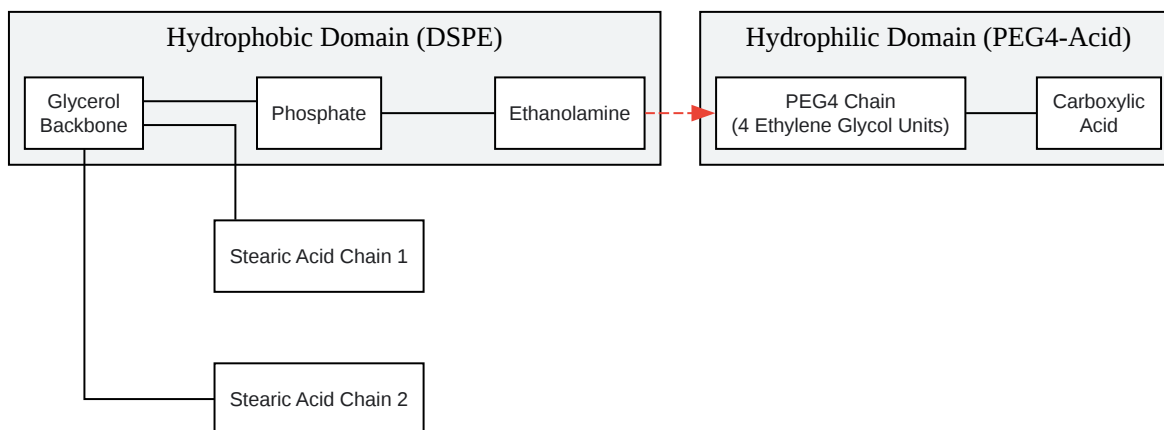 Hydrophobic Domain (DSPE)
Hydrophilic Domain (PEG4-Acid)
Glycerol
Backbone
Phosphate
Ethanolamine
PEG4 Chain
(4 Ethylene Glycol Units)
Carboxylic
Acid
Stearic Acid Chain 1
Stearic Acid Chain 2